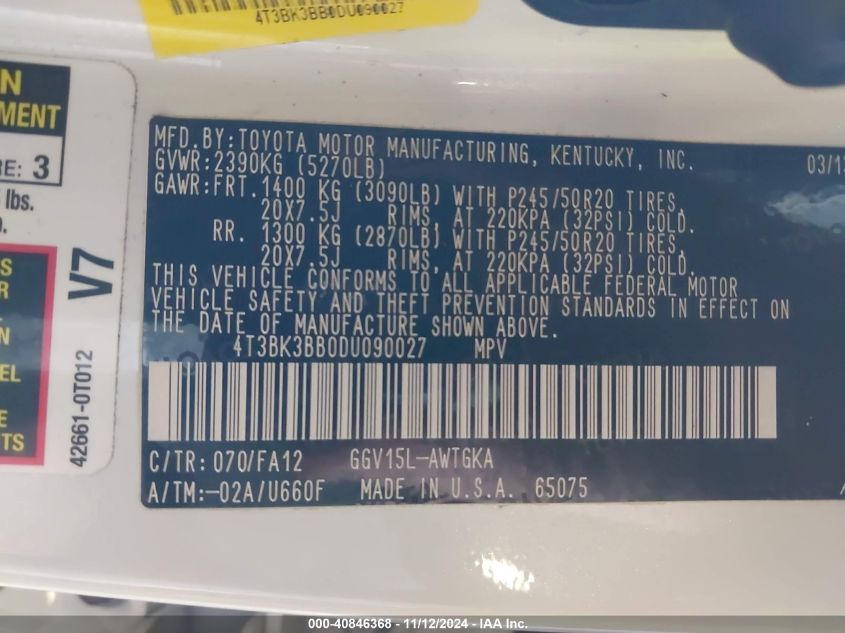 4T3BK3BB0DU090027
N
MENT
RE: 3
lbs.
S
R
N
EL
E
TS
V7
42661-0T012
MFD.BY:TOYOTA MOTOR MANUFACTURING, KENTUCKY, INC. 03/13
GVWR:2390KG (5270LB)
GAWR:FRT. 1400 KG (3090LB) WITH P245/50R20 TIRES,
20X7.5J RIMS, AT 220KPA (32PSI) COLD.
RR. 1300 KG (2870LB) WITH P245/50R20 TIRES,
20X7.5J RIMS, AT 220KPA (32PSI) COLD.
THIS VEHICLE CONFORMS TO ALL APPLICABLE FEDERAL MOTOR
VEHICLE SAFETY AND THEFT PREVENTION STANDARDS IN EFFECT ON
THE DATE OF MANUFACTURE SHOWN ABOVE.
4T3BK3BB0DU090027 MPV
C/TR: 070/FA12 GGV15L-AWTGKA
A/TM:-02A/U660F MADE IN U.S.A. 65075
000-40846368 - 11/12/2024 - IAA Inc.